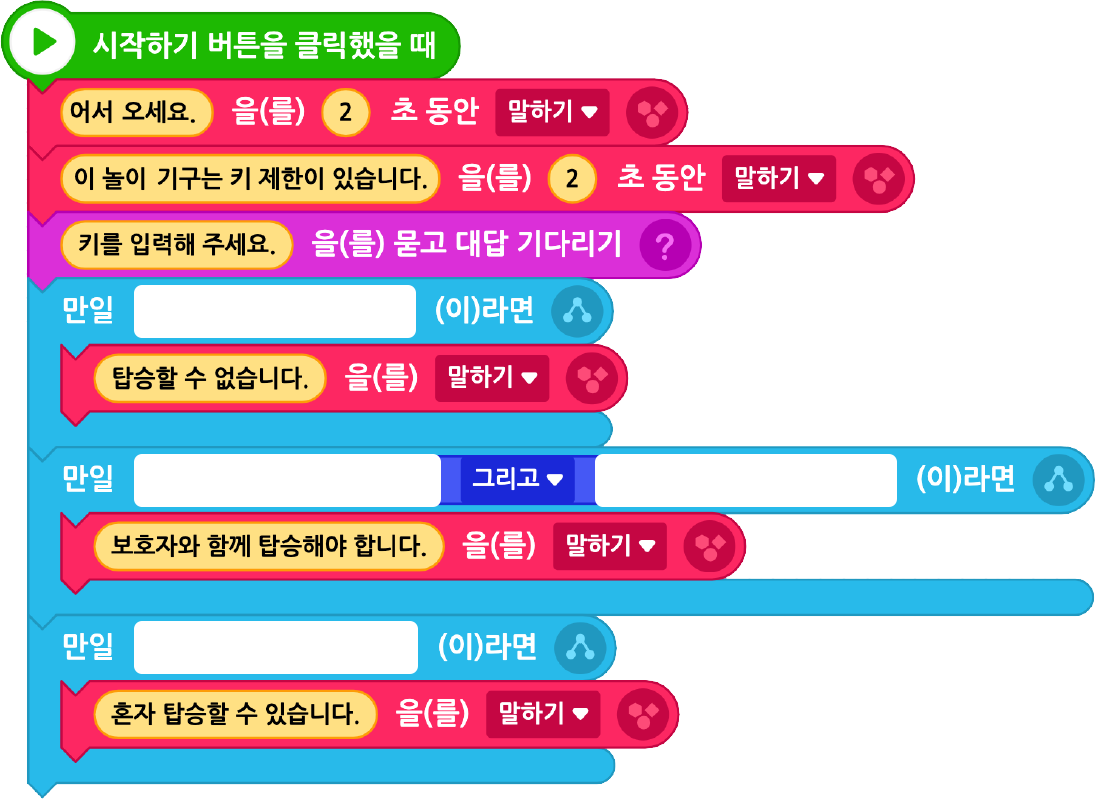 시작하기 버튼을 클릭했을 때
어서 오세요. 을(를) 2 초 동안 말하기
이 놀이 기구는 키 제한이 있습니다. 을(를) 2 초 동안 말하기
키를 입력해 주세요. 을(를) 묻고 대답 기다리기 ?
만일 (이)라면
탑승할 수 없습니다. 을(를) 말하기
만일 그리고 (이)라면
보호자와 함께 탑승해야 합니다. 을(를) 말하기
만일 (이)라면
혼자 탑승할 수 있습니다. 을(를) 말하기